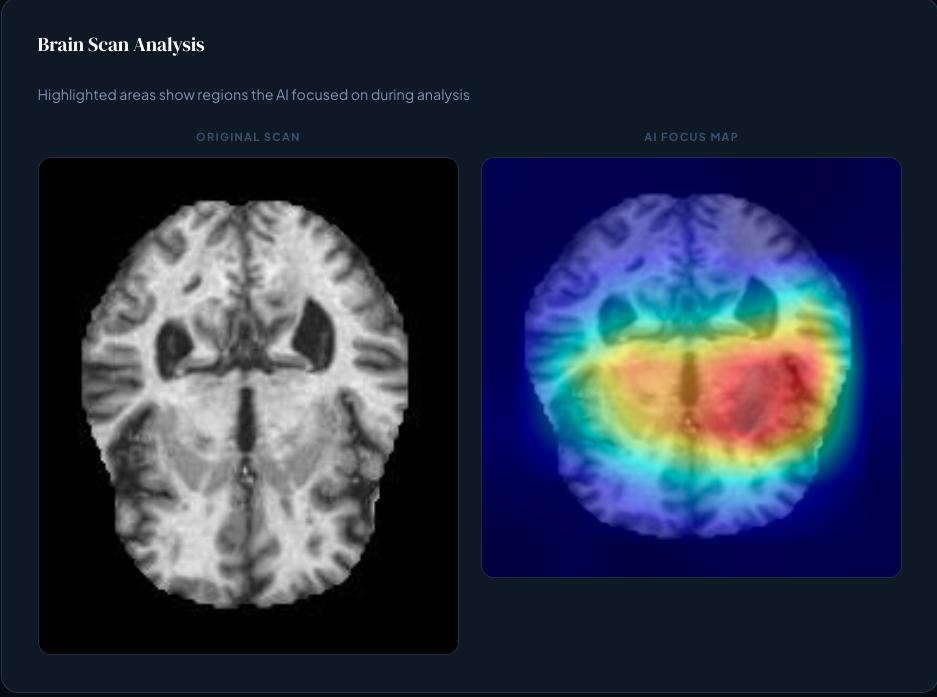 Brain Scan Analysis
Highlighted areas show regions the AI focused on during analysis
ORIGINAL SCAN
AI FOCUS MAP